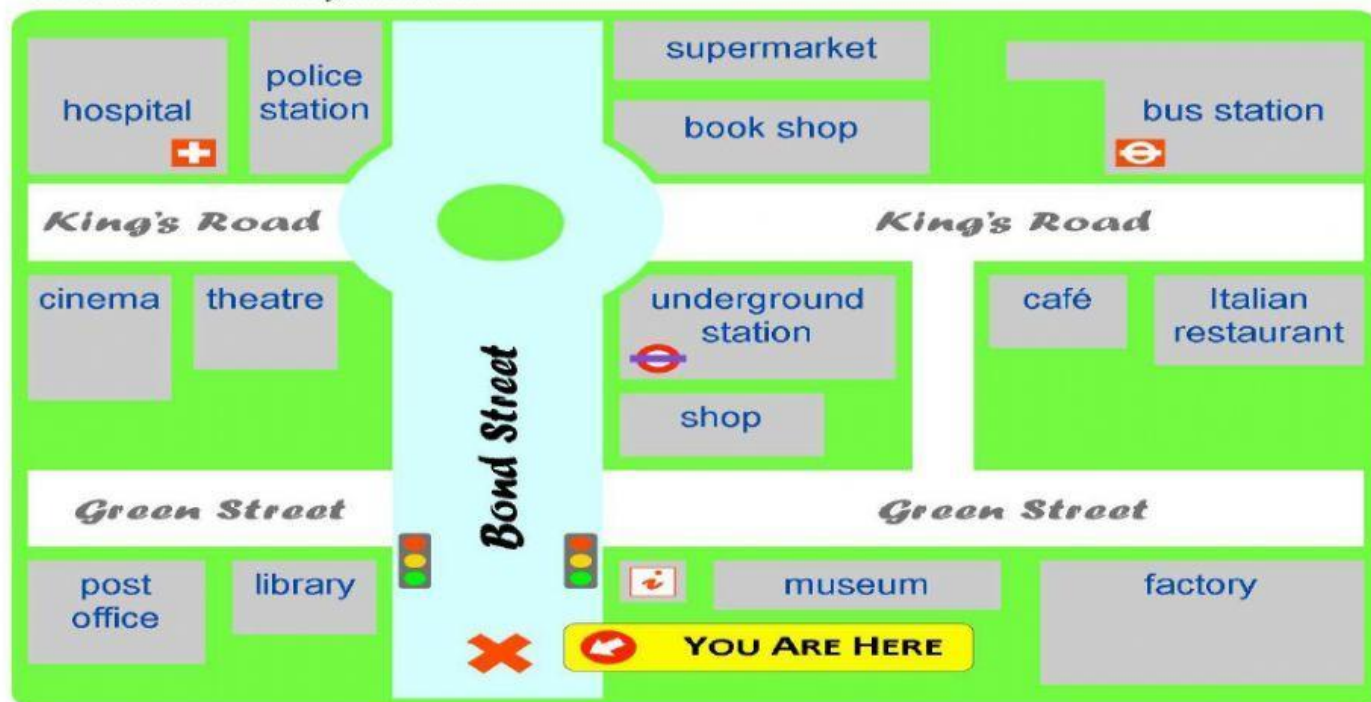 hospital
police
station
supermarket
book shop
bus station
King's Road
King's Road
cinema
theatre
underground
station
café
Italian
restaurant
shop
Bond Street
Green Street
Green Street
post
office
library
i
museum
factory
YOU ARE HERE